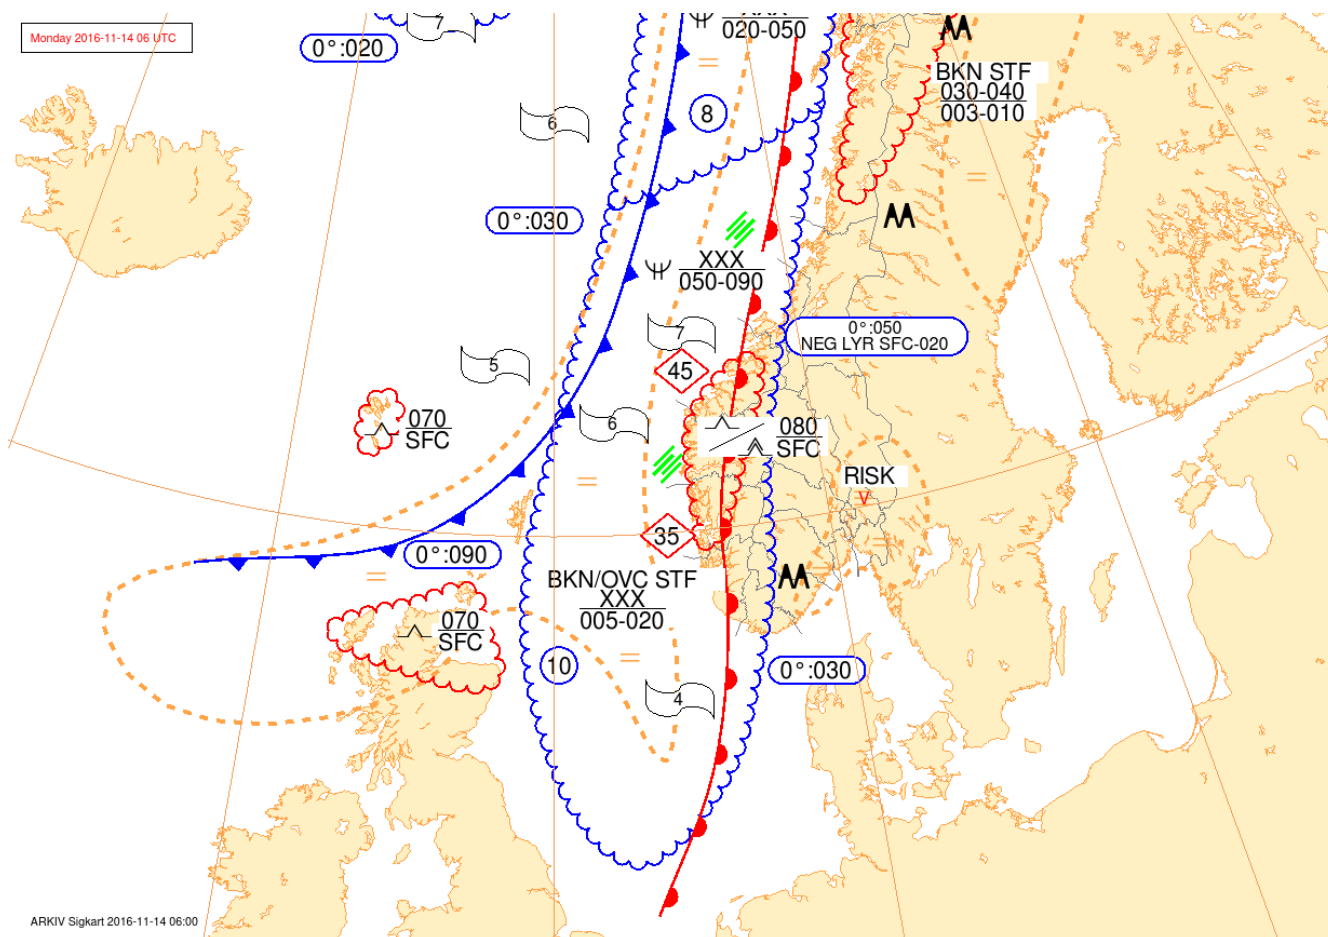 7
XXX
020-050
Monday 2016-11-14 06 UTC
0°:020
BKN STF
030-040
003-010
8
6
0°:030
XXX
050-090
7
0°:050
NEG LYR SFC-020
5
45
6
070
SFC
080
SFC
RISK
35
0°:090
BKN/OVC STF
XXX
005-020
070
SFC
10
0°:030
4
ARKIV Sigkart 2016-11-14 06:00